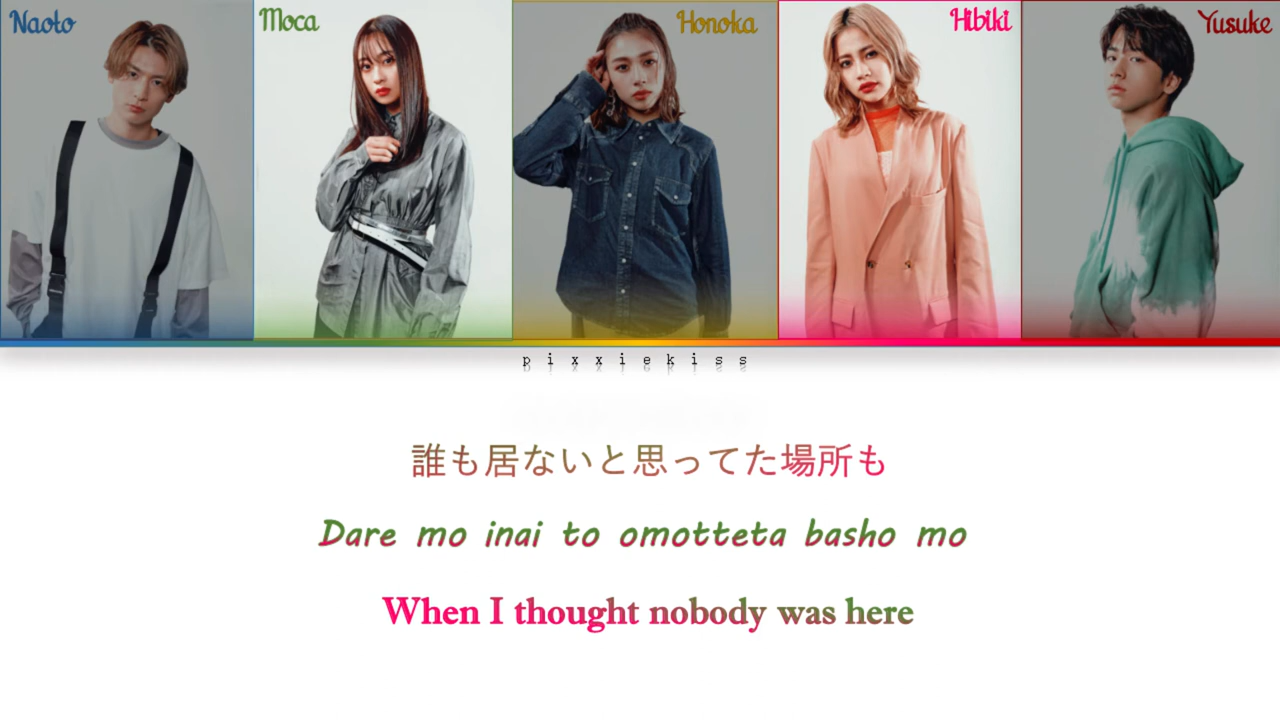 Naoto
Moca
Honoka
Hibiki
Yusuke
pixxiekiss
誰も居ないと思ってた場所も
Dare mo inai to omotteta basho mo
When I thought nobody was here